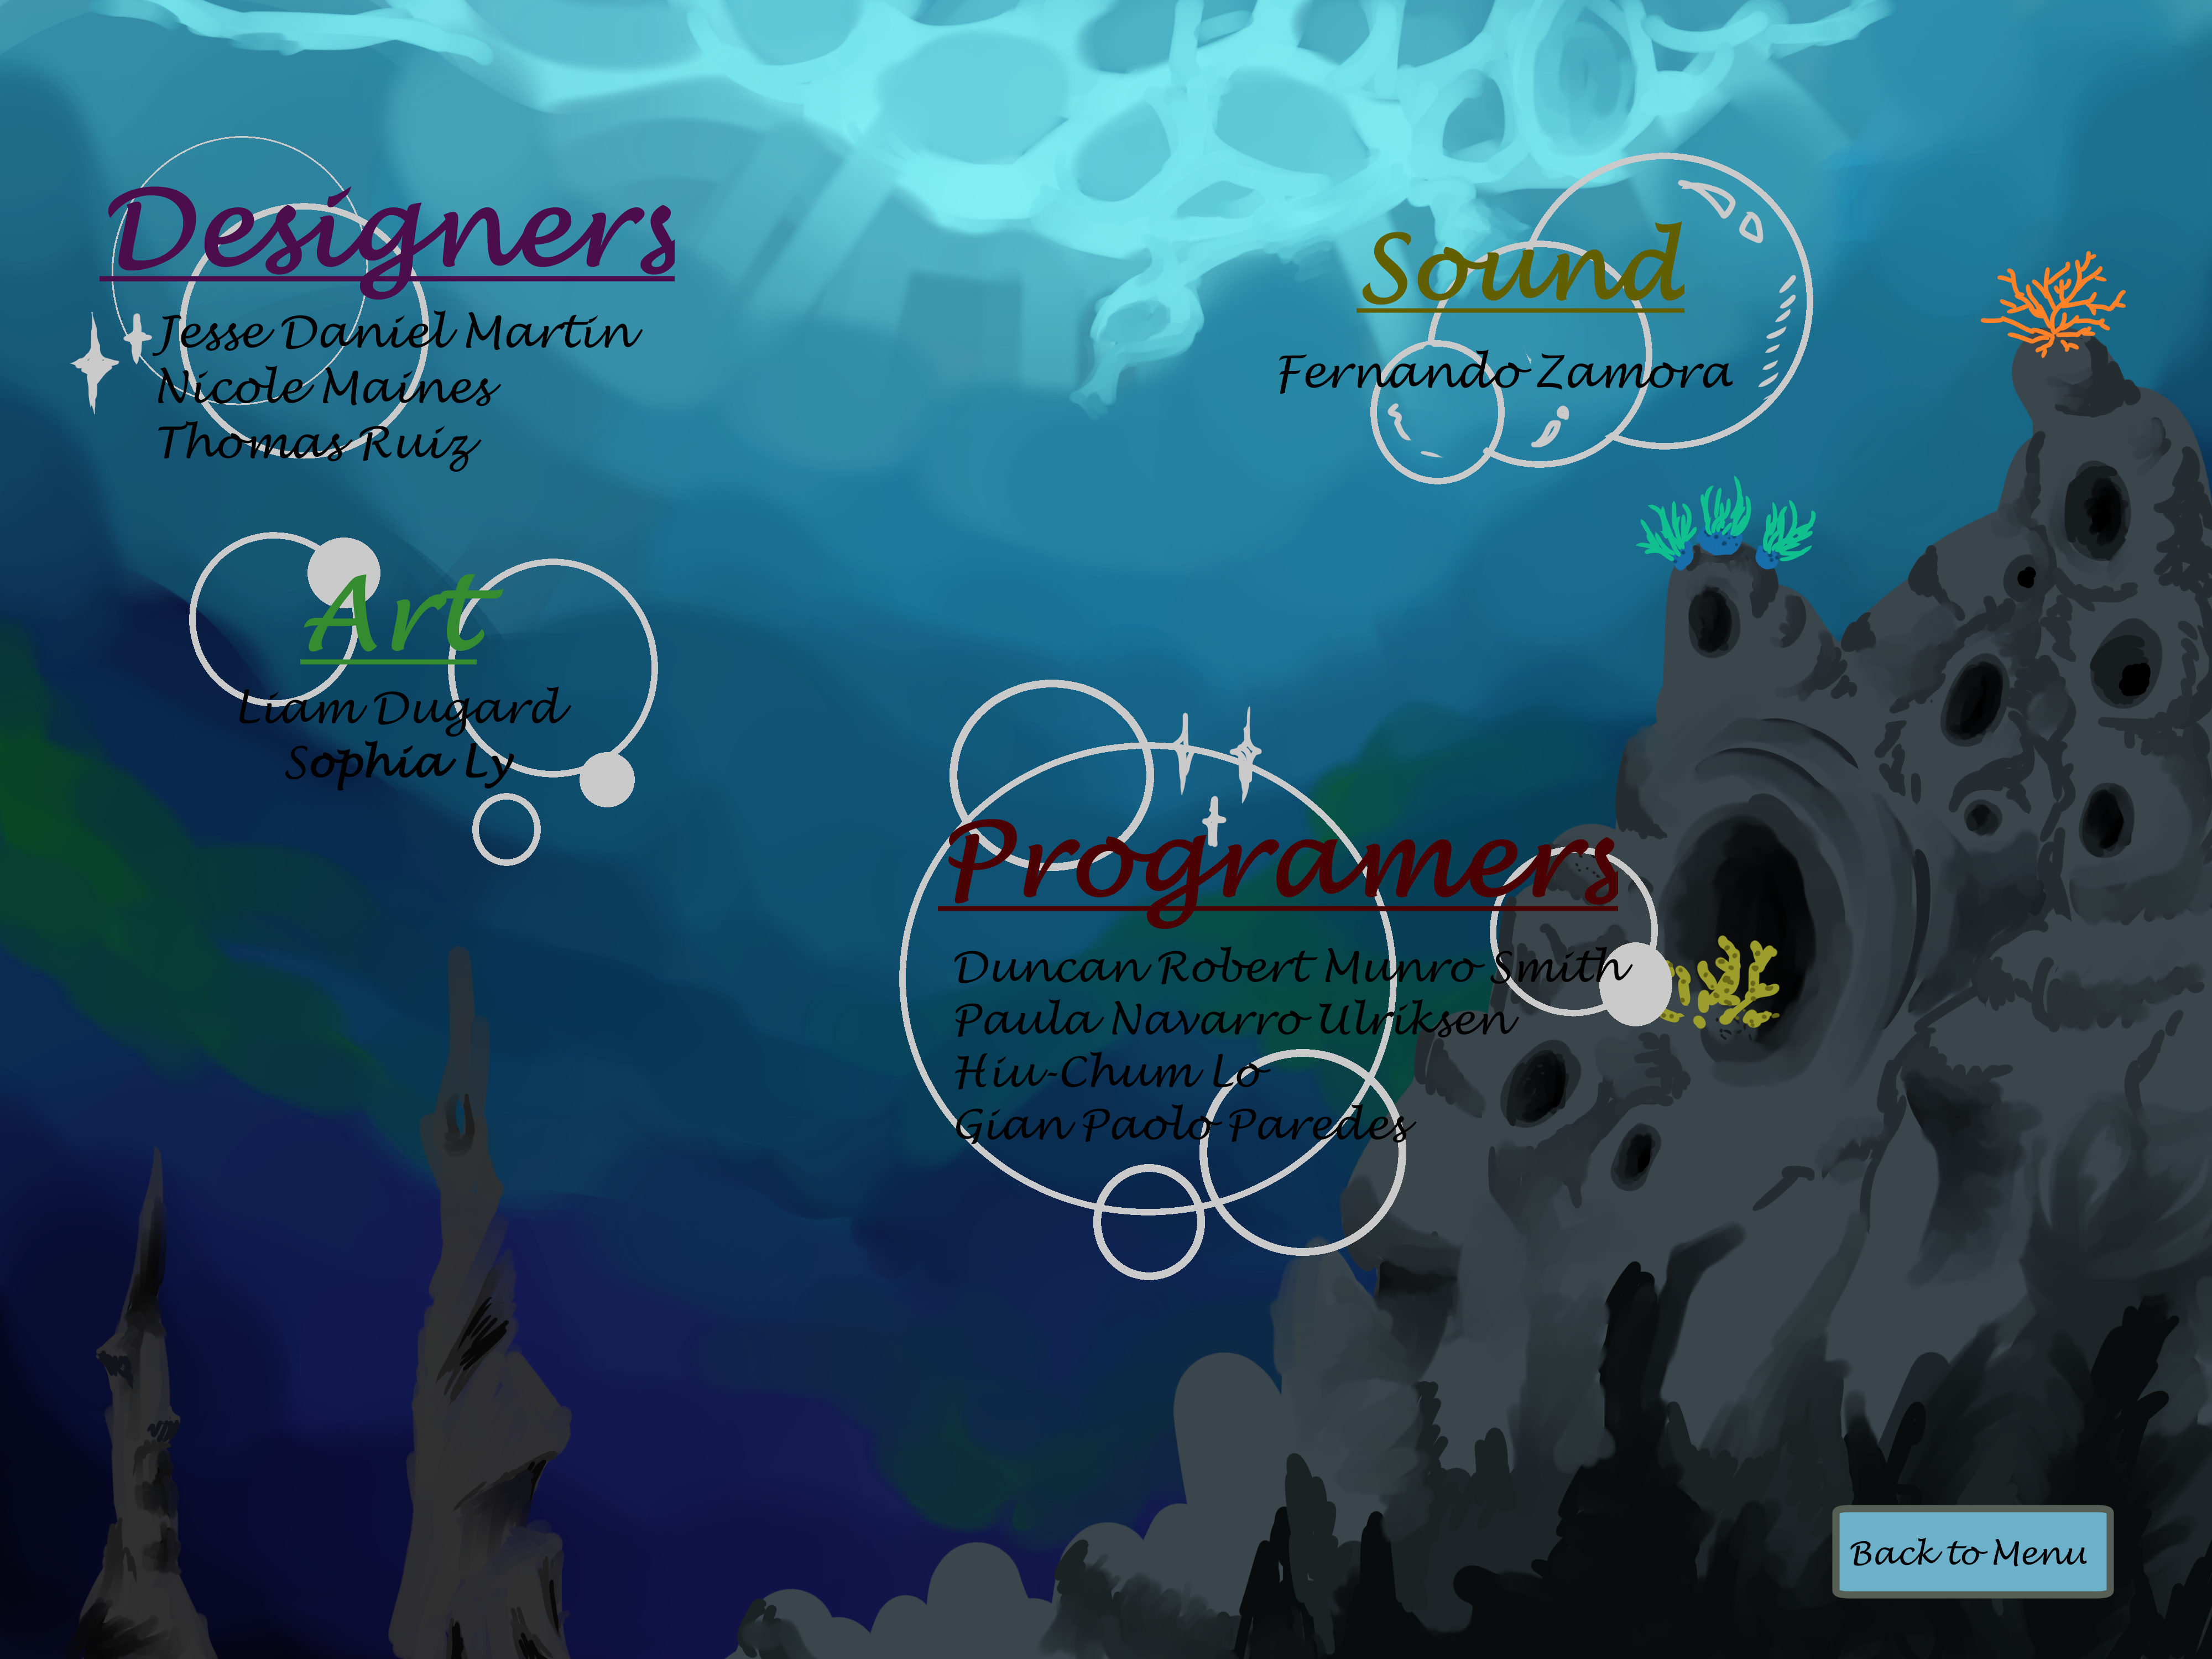 Designers
Jesse Daniel Martin
Nicole Maines
Thomas Ruiz
Sound
Fernando Zamora
Art
Liam Dugard
Sophia Ly
Programers
Duncan Robert Munro Smith
Paula Navarro Ulriksen
Hiu-Chum Lo
Gian Paolo Paredes
Back to Menu